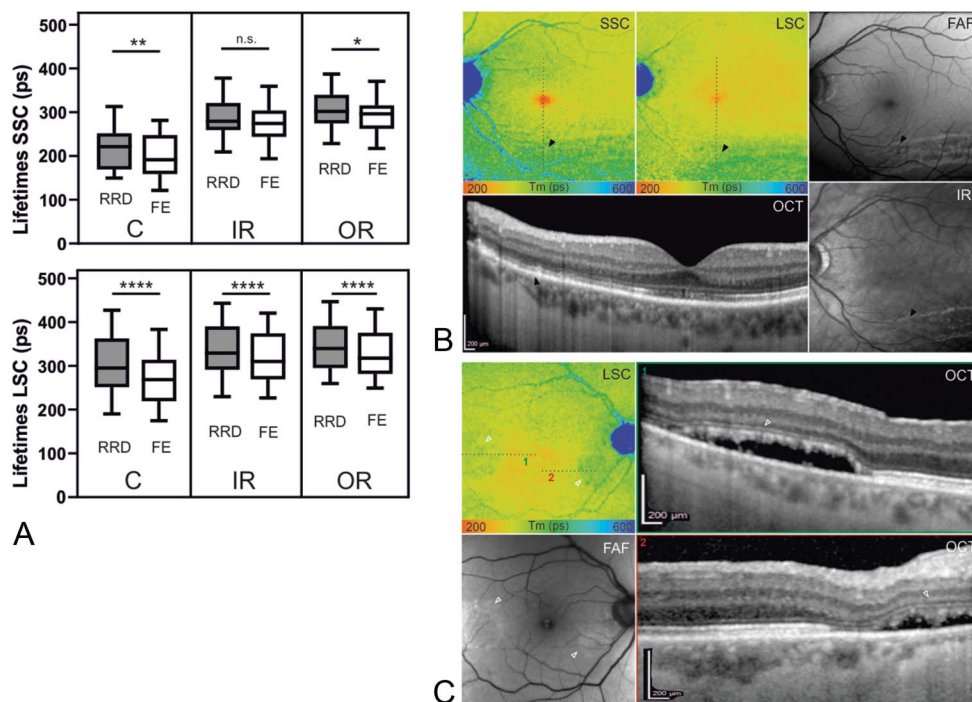 Lifetimes SSC (ps)
500
400
300
200
100
0
**
n.s.
*
RRD
FE
RRD
FE
RRD
FE
C
IR
OR
Lifetimes LSC (ps)
500
400
300
200
100
0
****
****
****
RRD
FE
RRD
FE
RRD
FE
C
IR
OR
A
SSC
LSC
FAF
200 Tm (ps) 600
200 Tm (ps) 600
OCT
IR
200 µm
B
LSC
1
2
200 Tm (ps) 600
1
OCT
200 µm
FAF
2
OCT
200 µm
C